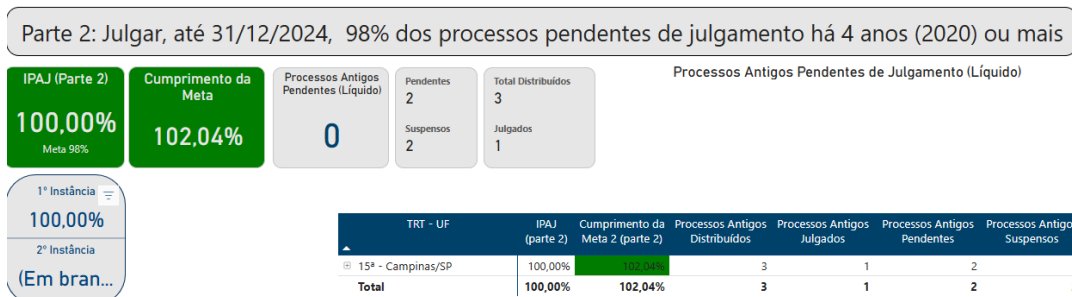 Parte 2: Julgar, até 31/12/2024, 98% dos processos pendentes de julgamento há 4 anos (2020) ou mais
IPAJ (Parte 2)
100,00%
Meta 98%
Cumprimento da
Meta
102,04%
Processos Antigos
Pendentes (Líquido)
0
Pendentes
2
Suspensos
2
Total Distribuídos
3
Julgados
1
Processos Antigos Pendentes de Julgamento (Líquido)
1º Instância
100,00%
2º Instância
(Em bran...
TRT - UF IPAJ (parte 2) Cumprimento da Meta 2 (parte 2) Processos Antigos Distribuídos Processos Antigos Julgados Processos Antigos Pendentes Processos Antigo Suspensos
15ª - Campinas/SP 100,00% 102,04% 3 1 2
Total 100,00% 102,04% 3 1 2